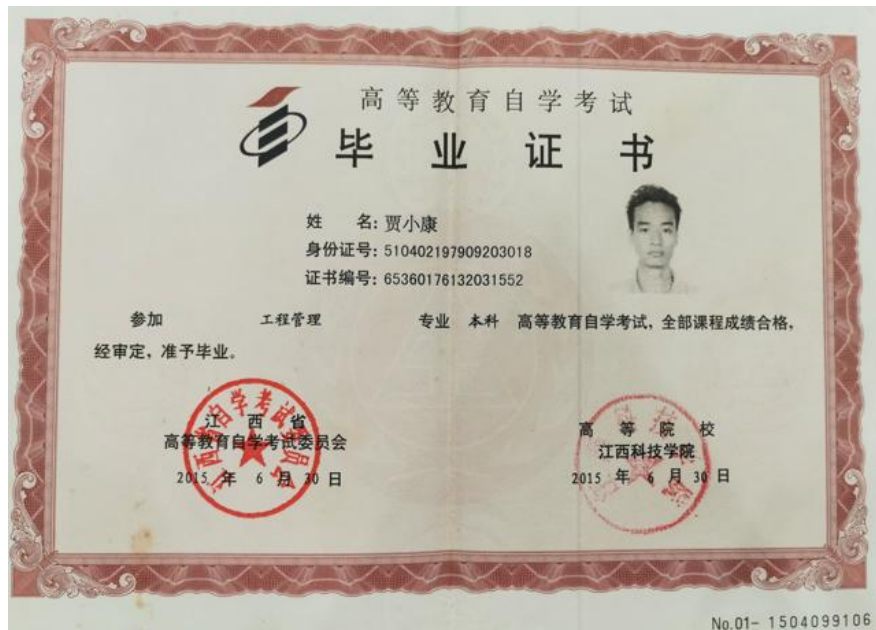 高等教育自学考试
毕业证书
姓 名: 贾小康
身份证号: 510402197909203018
证书编号: 65360176132031552
参加 工程管理 专业 本科 高等教育自学考试, 全部课程成绩合格,
经审定, 准予毕业。
江西省
高等教育自学考试委员会
2015 年 6 月 30 日
高等院校
江西科技学院
2015 年 6 月 30 日
No.01- 1504099106